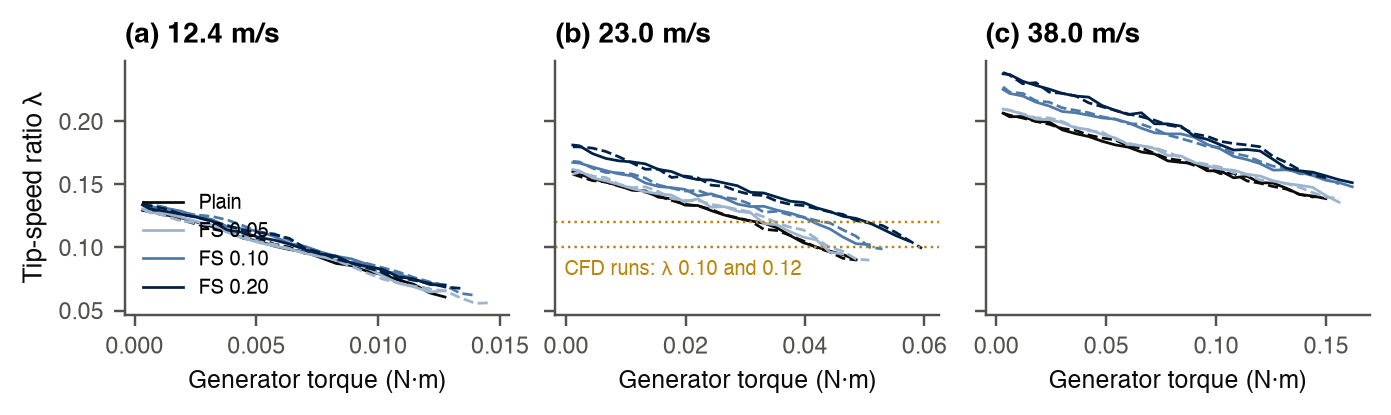 (a) 12.4 m/s
(b) 23.0 m/s
(c) 38.0 m/s
Tip-speed ratio λ
0.20
0.15
0.10
0.05
Plain
FS 0.05
FS 0.10
FS 0.20
CFD runs: λ 0.10 and 0.12
0.000
0.005
0.010
0.015
0.00
0.02
0.04
0.06
0.00
0.05
0.10
0.15
Generator torque (N·m)
Generator torque (N·m)
Generator torque (N·m)